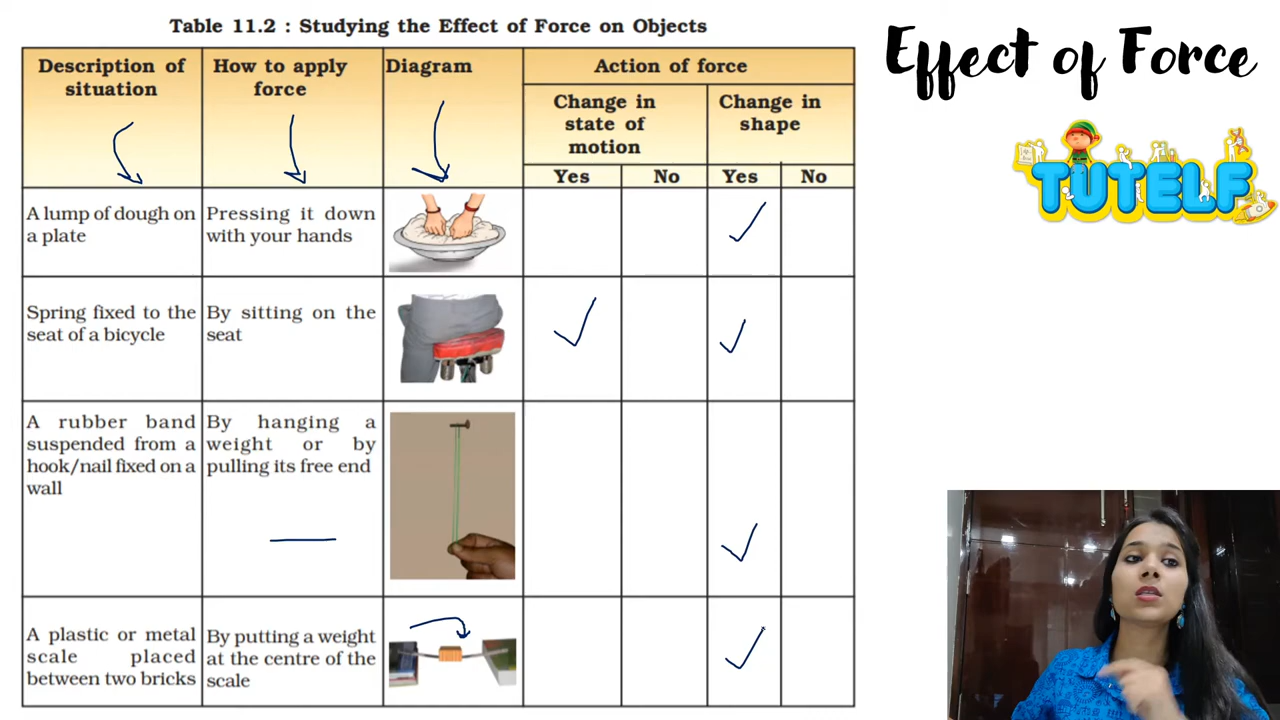 Table 11.2 : Studying the Effect of Force on Objects
Effect of Force
TUTELF
Description of
situation
How to apply
force
Diagram
Action of force
Change in
state of
motion
Change in
shape
Yes
No
Yes
No
A lump of dough on
a plate
Pressing it down
with your hands
Spring fixed to the
seat of a bicycle
By sitting on the
seat
A rubber band
suspended from a
hook/nail fixed on a
wall
By hanging a
weight or by
pulling its free end
A plastic or metal
scale placed
between two bricks
By putting a weight
at the centre of the
scale